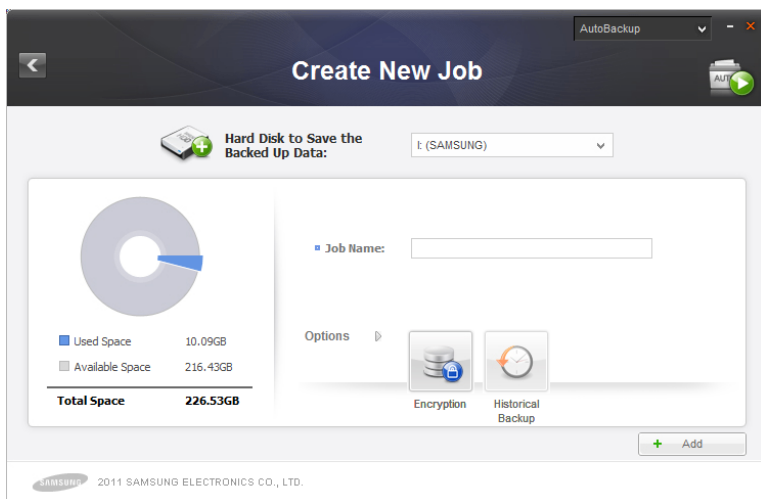 AutoBackup
Create New Job
AUTO
Hard Disk to Save the
Backed Up Data:
I: (SAMSUNG)
Job Name:
Used Space 10.09GB
Available Space 216.43GB
Total Space 226.53GB
Options
Encryption
Historical
Backup
+ Add
SAMSUNG 2011 SAMSUNG ELECTRONICS CO., LTD.